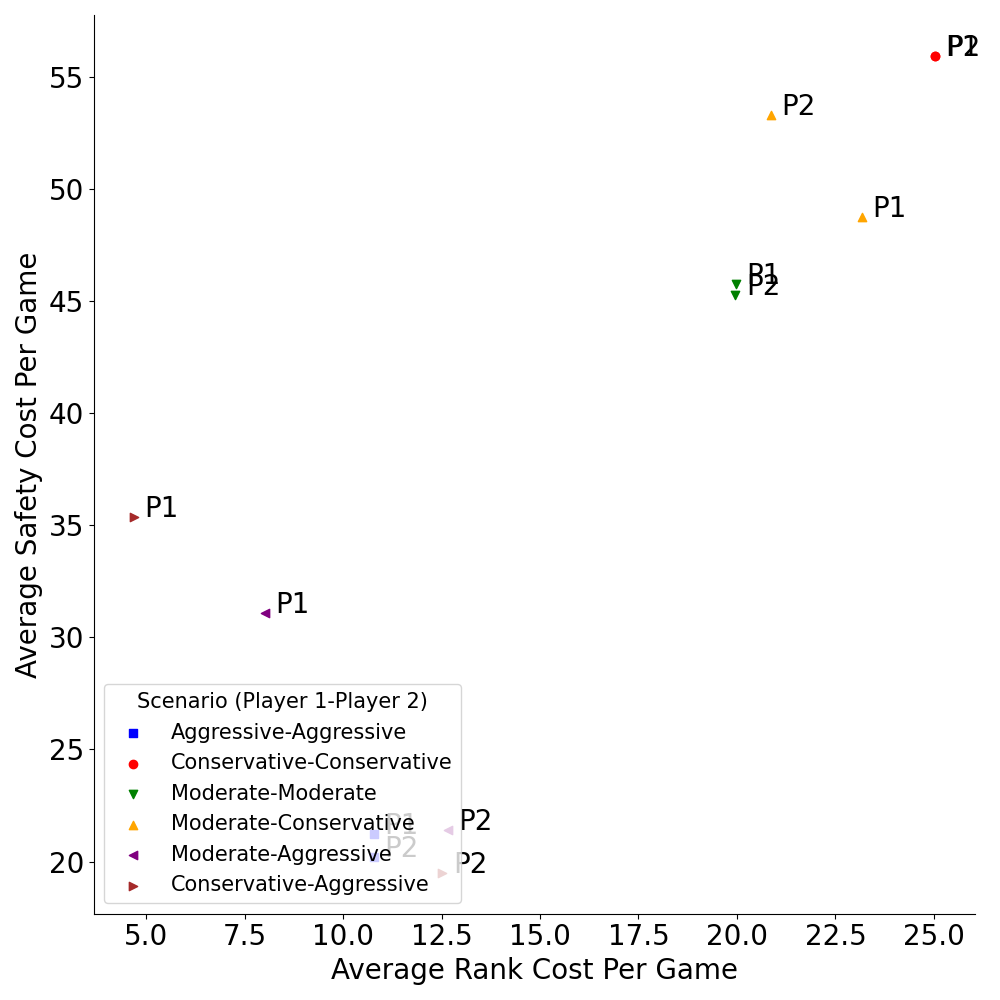 P1
P2
P2
P1
P1
P2
P1
P1
Scenario (Player 1-Player 2)
Aggressive-Aggressive
Conservative-Conservative
Moderate-Moderate
Moderate-Conservative
Moderate-Aggressive
Conservative-Aggressive
P1
P2
P2
P2
55
50
45
40
35
30
25
20
Average Safety Cost Per Game
5.0 7.5 10.0 12.5 15.0 17.5 20.0 22.5 25.0
Average Rank Cost Per Game